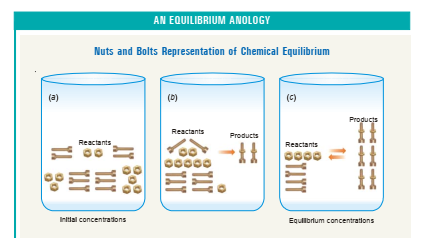 AN EQUILIBRIUM ANOLOGY
Nuts and Bolts Representation of Chemical Equilibrium
(a)
Reactants
Initial concentrations
(b)
Reactants
Products
(c)
Products
Reactants
Equilibrium concentrations